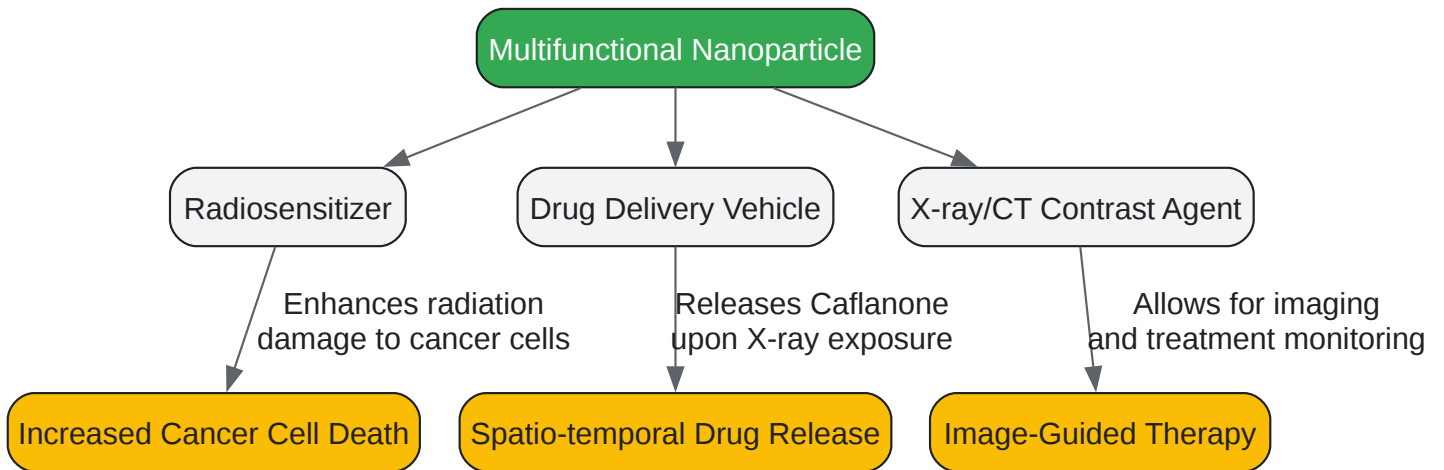 Multifunctional Nanoparticle
Radiosensitizer
Drug Delivery Vehicle
X-ray/CT Contrast Agent
Enhances radiation
damage to cancer cells
Releases Caflanone
upon X-ray exposure
Allows for imaging
and treatment monitoring
Increased Cancer Cell Death
Spatio-temporal Drug Release
Image-Guided Therapy